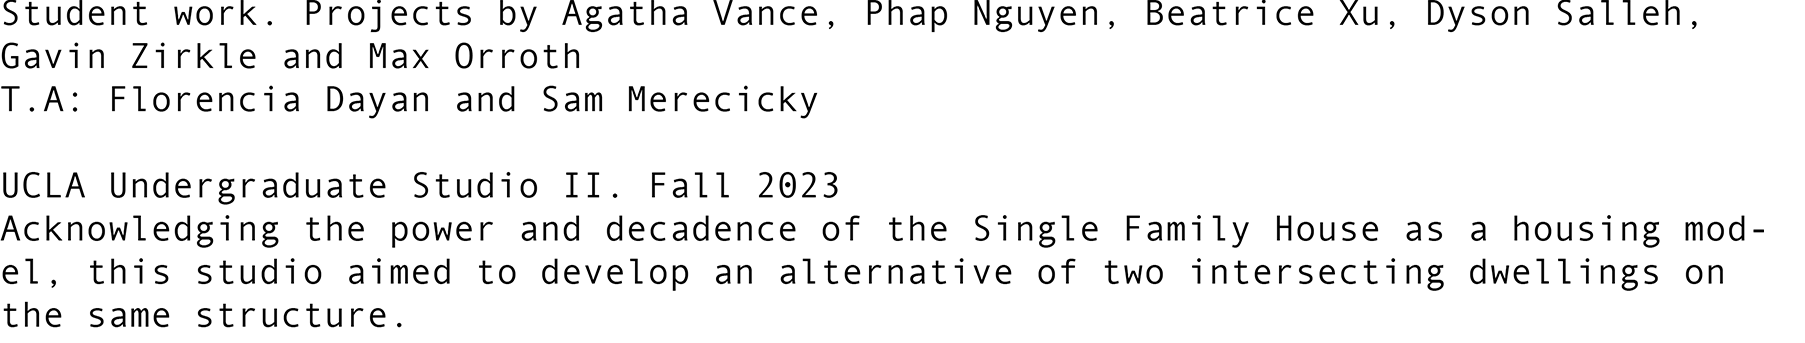 Student work. Projects by Agatha Vance, Phap Nguyen, Beatrice Xu, Dyson Salleh,
Gavin Zirkle and Max Orroth
T.A: Florencia Dayan and Sam Merecicky
UCLA Undergraduate Studio II. Fall 2023
Acknowledging the power and decadence of the Single Family House as a housing mod-
el, this studio aimed to develop an alternative of two intersecting dwellings on
the same structure.